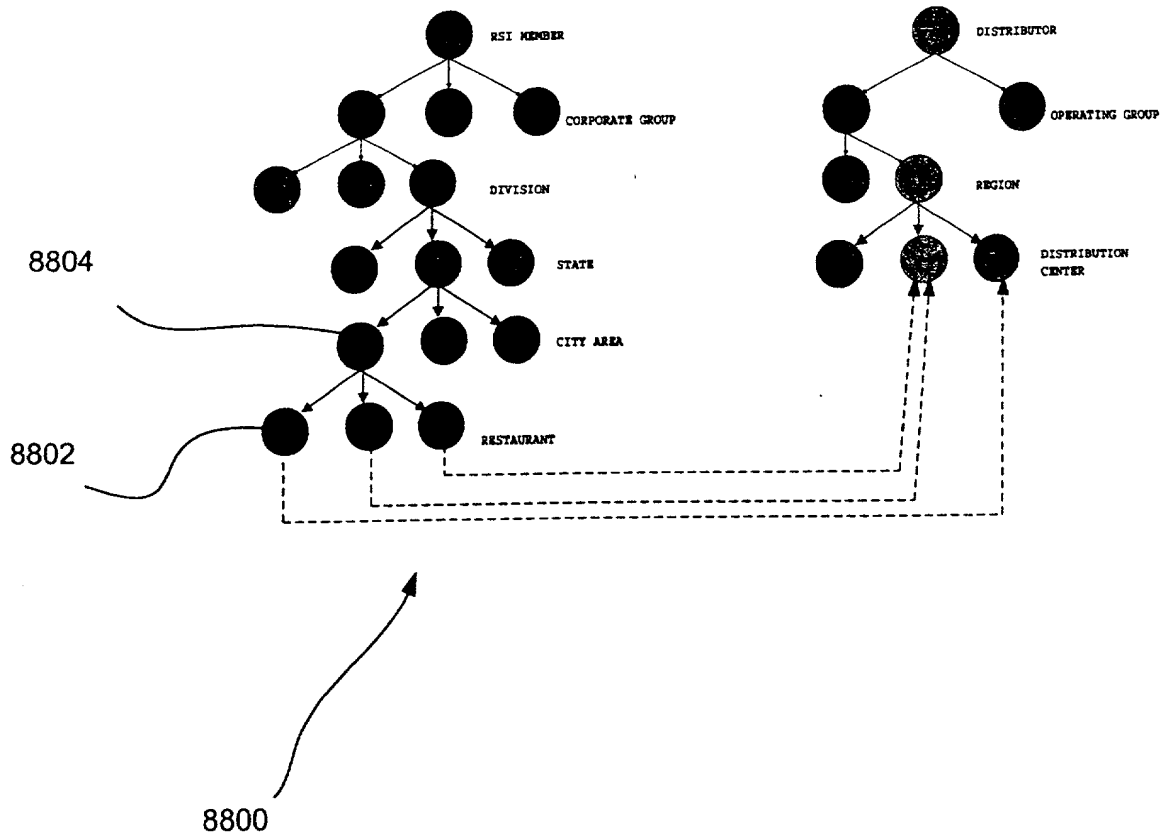 RSI MEMBER
DISTRIBUTOR
CORPORATE GROUP
OPERATING GROUP
DIVISION
REGION
8804
STATE
DISTRIBUTION
CENTER
CITY AREA
8802
RESTAURANT
8800